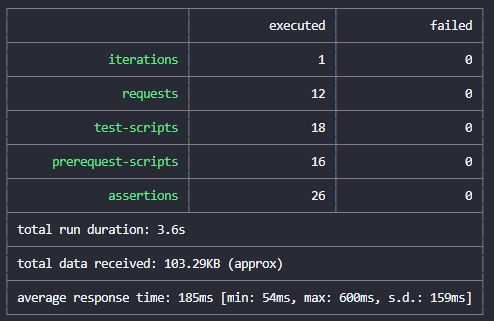 executed failed
iterations 1 0
requests 12 0
test-scripts 18 0
prerequest-scripts 16 0
assertions 26 0
total run duration: 3.6s
total data received: 103.29KB (approx)
average response time: 185ms [min: 54ms, max: 600ms, s.d.: 159ms]